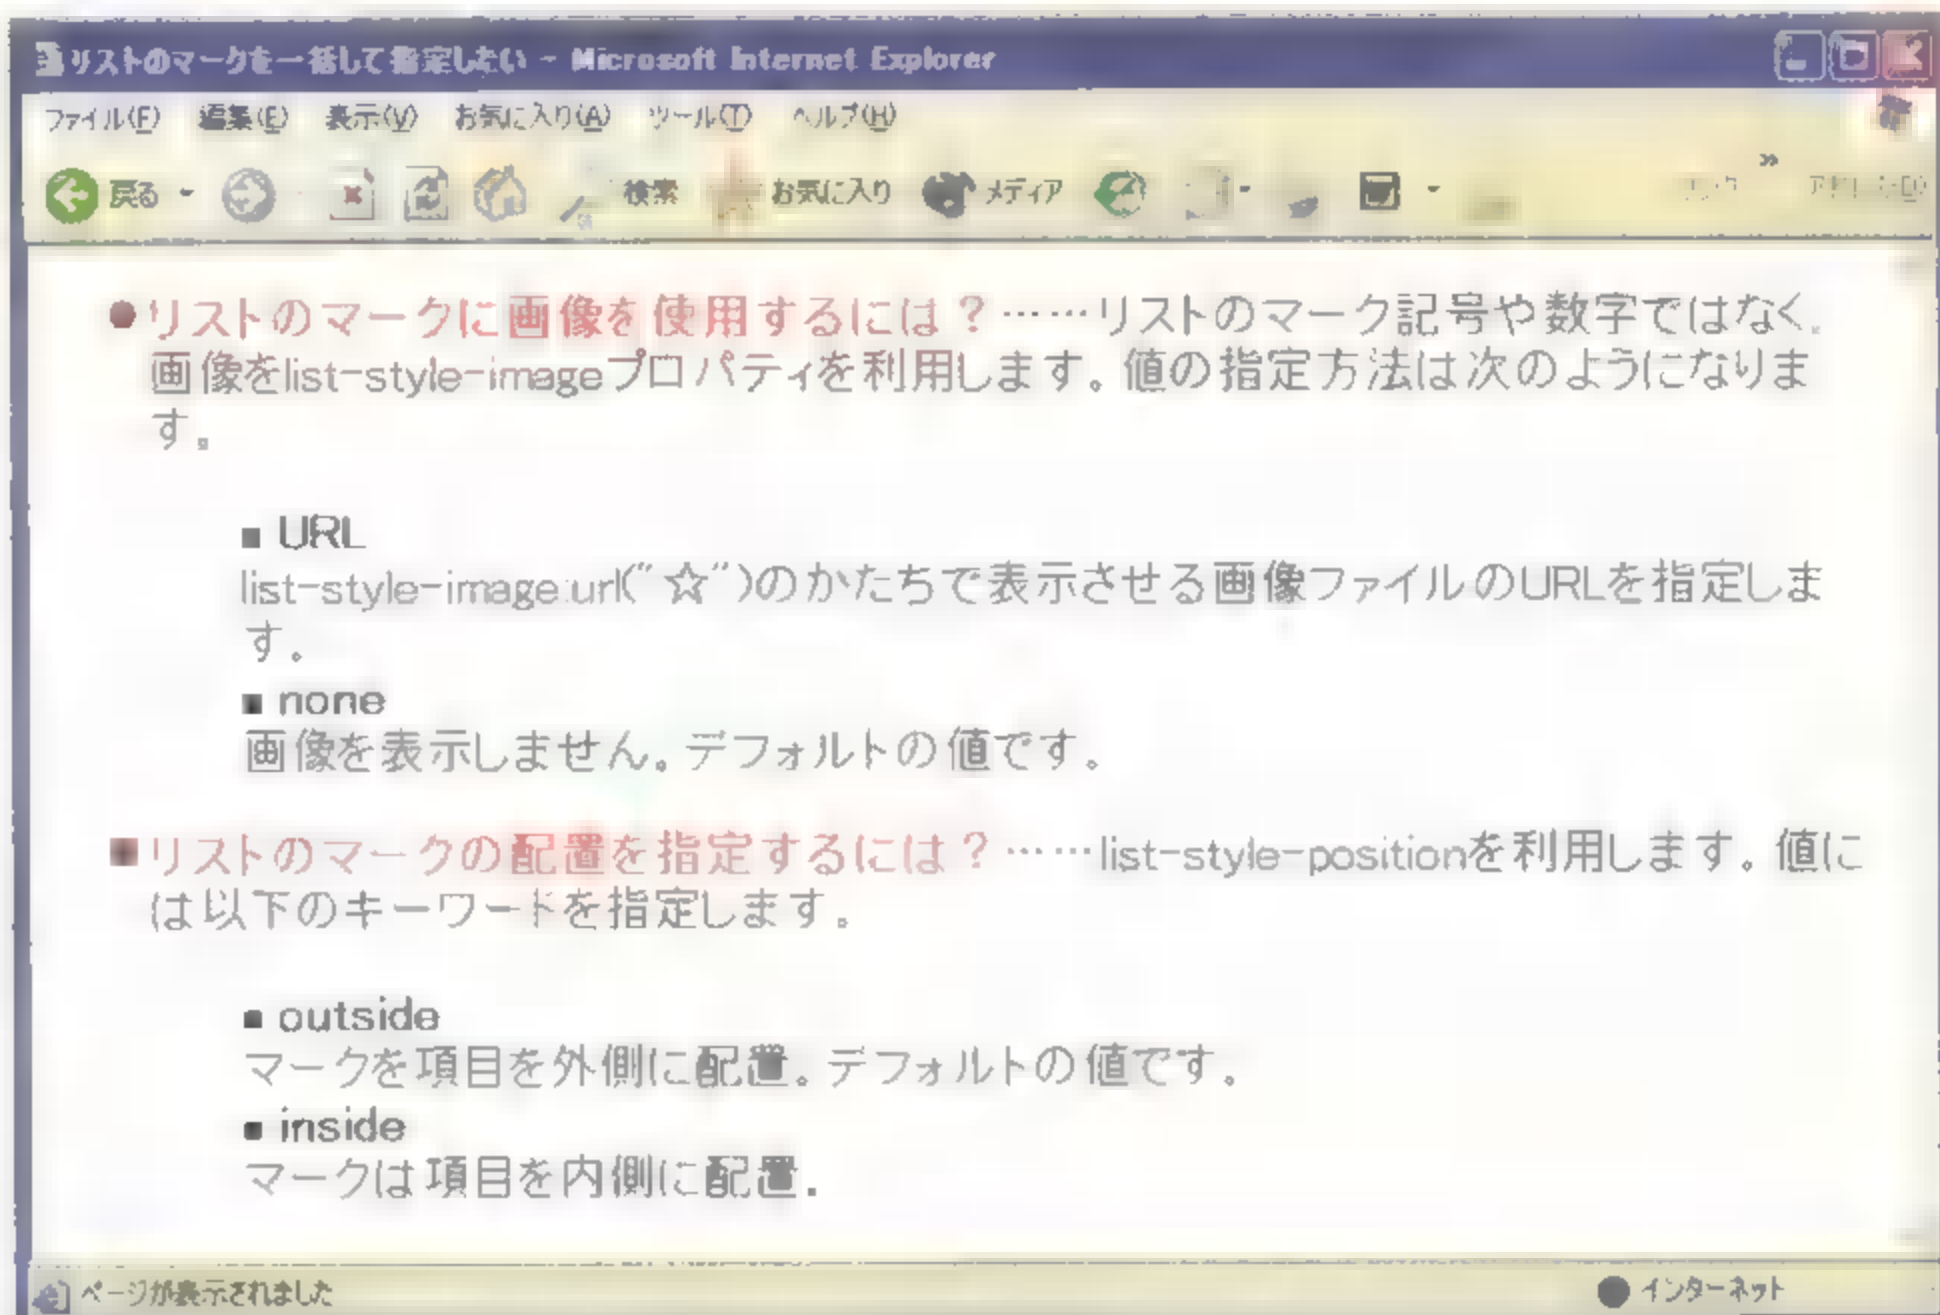 リストのマークを一括して指定したい - Microsoft Internet Explorer
ファイル(F) 編集(E) 表示(V) お気に入り(A) ツール(T) ヘルプ(H)
戻る 検索 お気に入り メディア »
●リストのマークに画像を使用するには？……リストのマーク記号や数字ではなく、
画像をlist-style-imageプロパティを利用します。値の指定方法は次のようになりま
す。
■ URL
list-style-image:url("☆")のかたちで表示させる画像ファイルのURLを指定しま
す。
■ none
画像を表示しません。デフォルトの値です。
■リストのマークの配置を指定するには？……list-style-positionを利用します。値に
は以下のキーワードを指定します。
■ outside
マークを項目を外側に配置。デフォルトの値です。
■ inside
マークは項目を内側に配置.
ページが表示されました インターネット